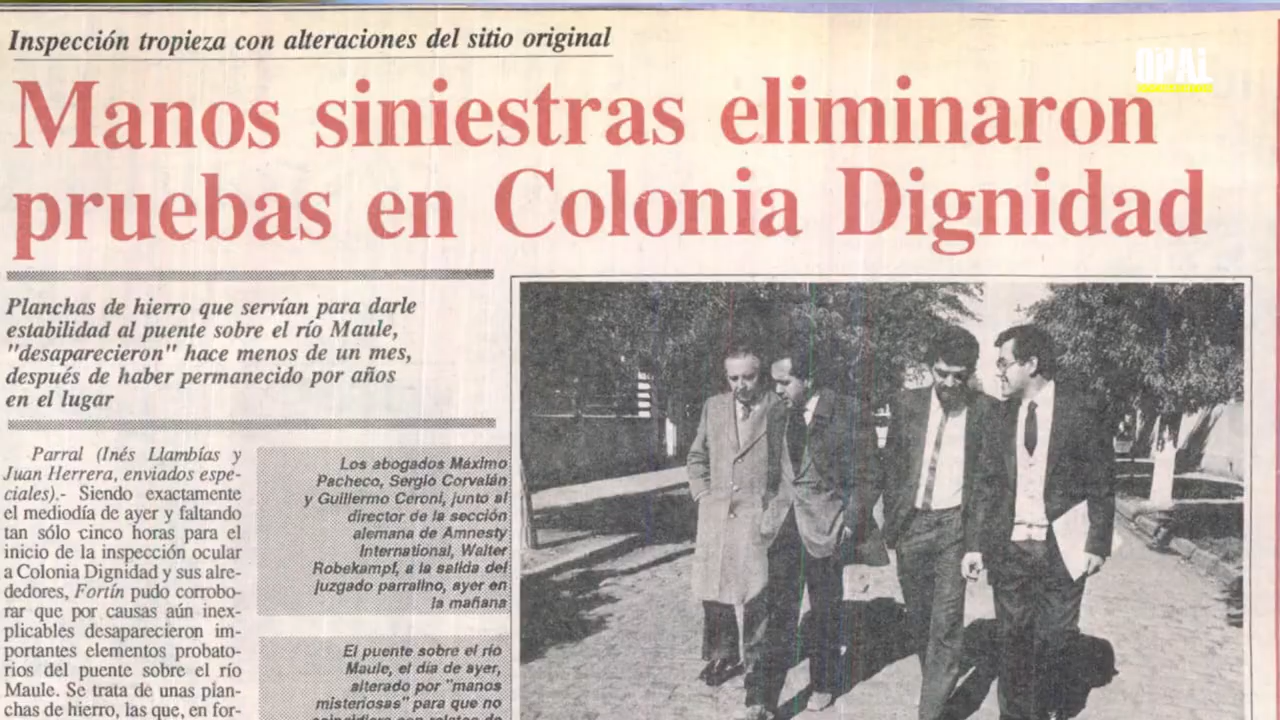 Inspección tropieza con alteraciones del sitio original
OPAL
Manos siniestras eliminaron
pruebas en Colonia Dignidad
Planchas de hierro que servían para darle
estabilidad al puente sobre el río Maule,
"desaparecieron" hace menos de un mes,
después de haber permanecido por años
en el lugar
Parral (Inés Llambías y
Juan Herrera, enviados espe-
ciales).- Siendo exactamente
el mediodía de ayer y faltando
tan sólo cinco horas para el
inicio de la inspección ocular
a Colonia Dignidad y sus alre-
dedores, Fortín pudo corrobo-
rar que por causas aún inex-
plicables desaparecieron im-
portantes elementos probato-
rios del puente sobre el río
Maule. Se trata de unas plan-
chas de hierro, las que, en for-
Los abogados Máximo
Pacheco, Sergio Corvalán
y Guillermo Ceroni, junto al
director de la sección
alemana de Amnesty
International, Walter
Robekampf, a la salida del
juzgado parralino, ayer en
la mañana
El puente sobre el río
Maule, el día de ayer,
alterado por "manos
misteriosas" para que no